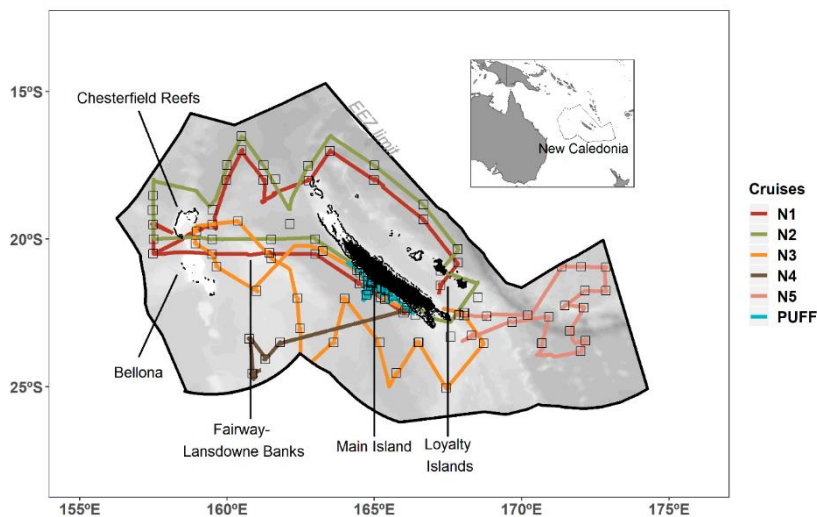 15ºS
20ºS
25ºS
Chesterfield Reefs
EEZ limit
New Caledonia
Bellona
Fairway-
Lansdowne Banks
Main Island
Loyalty
Islands
155ºE
160ºE
165ºE
170ºE
175ºE
Cruises
N1
N2
N3
N4
N5
PUFF